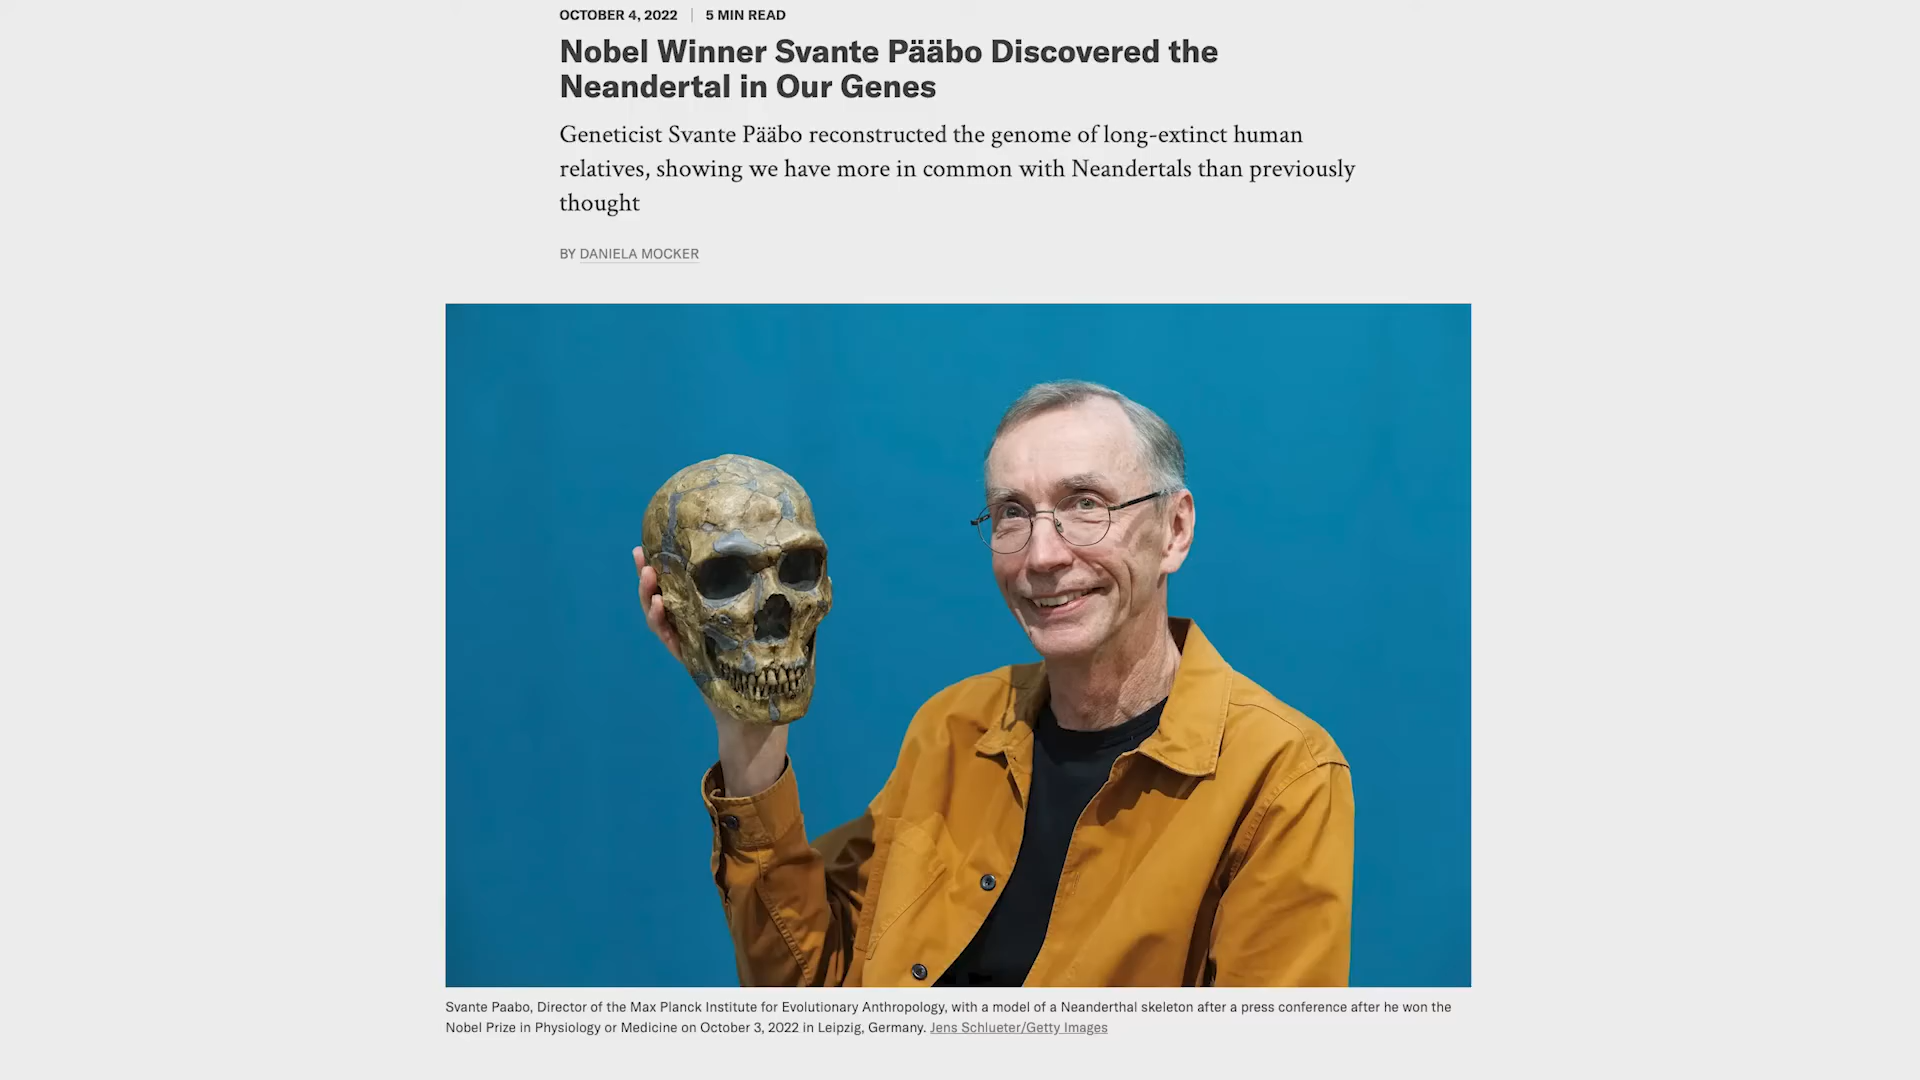 OCTOBER 4, 2022 | 5 MIN READ
Nobel Winner Svante Pääbo Discovered the
Neandertal in Our Genes
Geneticist Svante Pääbo reconstructed the genome of long-extinct human
relatives, showing we have more in common with Neandertals than previously
thought
BY DANIELA MOCKER
Svante Paabo, Director of the Max Planck Institute for Evolutionary Anthropology, with a model of a Neanderthal skeleton after a press conference after he won the
Nobel Prize in Physiology or Medicine on October 3, 2022 in Leipzig, Germany. Jens Schlueter/Getty Images